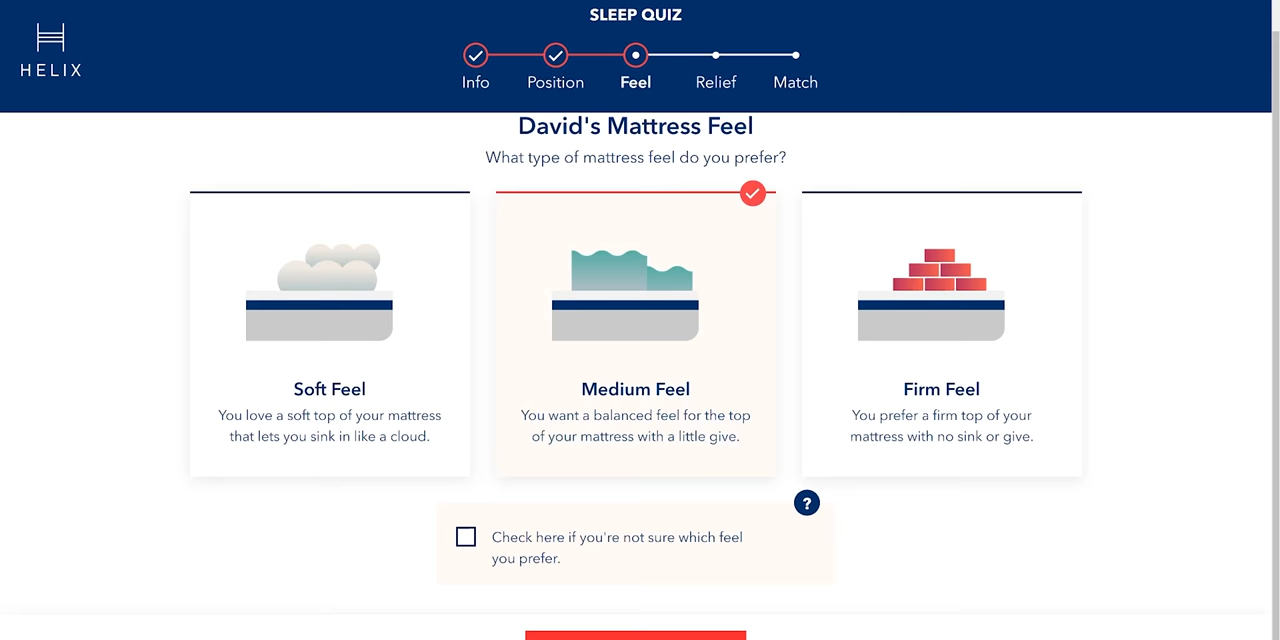 SLEEP QUIZ
HELIX
Info Position Feel Relief Match
David's Mattress Feel
What type of mattress feel do you prefer?
Soft Feel
You love a soft top of your mattress
that lets you sink in like a cloud.
Medium Feel
You want a balanced feel for the top
of your mattress with a little give.
Firm Feel
You prefer a firm top of your
mattress with no sink or give.
?
Check here if you're not sure which feel
you prefer.